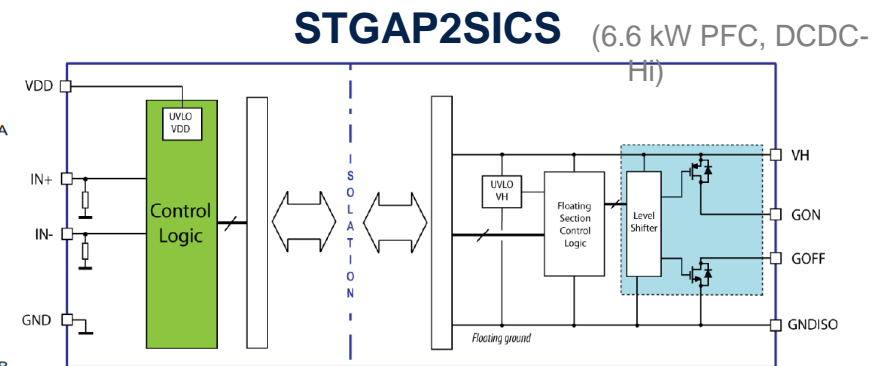 STGAP2SICS (6.6 kW PFC, DCDC-
Hi)
VDD
UVLO
VDD
A
IN+
IN-
Control
Logic
GND
B
ISOLATION
UVLO
VH
Floating
Section
Control
Logic
Level
Shifter
Floating ground
VH
GON
GOFF
GNDISO